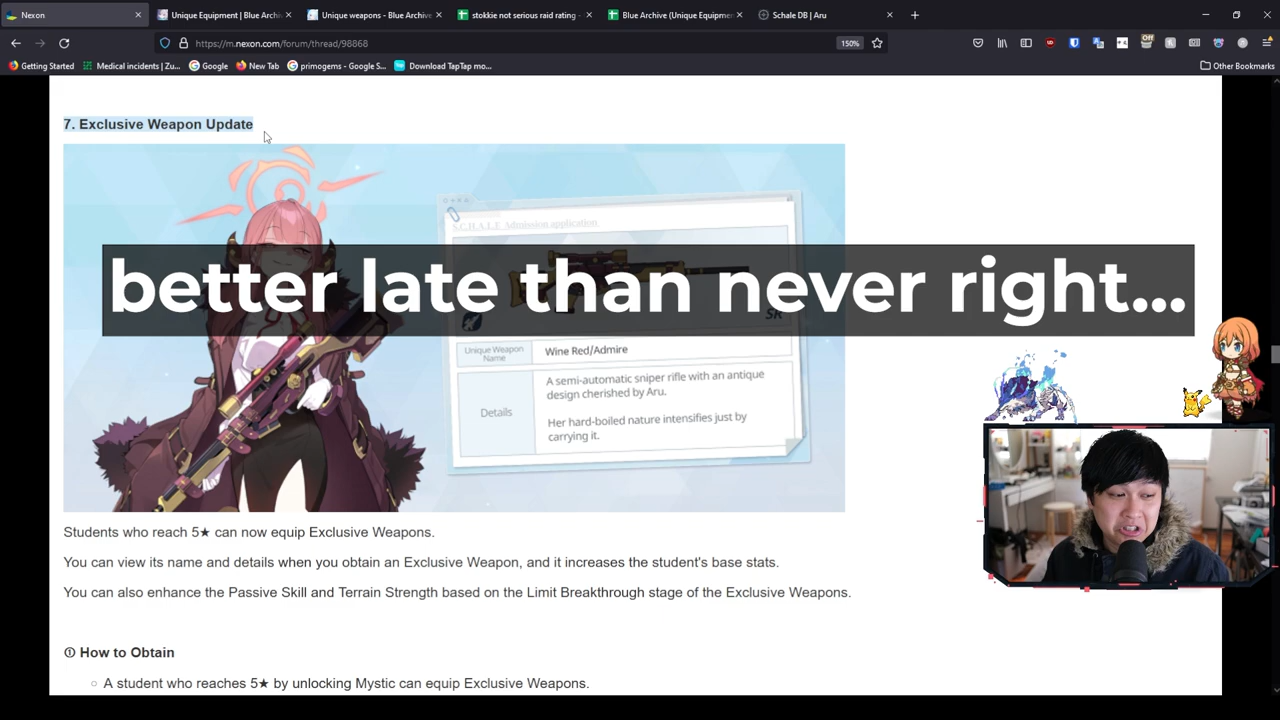 Nexon
Unique Equipment | Blue Archiv
Unique weapons - Blue Archive
stokkie not serious raid rating -
Blue Archive (Unique Equipmen
Schale DB | Aru
https://m.nexon.com/forum/thread/98868
150%
Off
Getting Started
Medical incidents | Zu...
Google
New Tab
primogems - Google S...
Download TapTap mo...
Other Bookmarks
7. Exclusive Weapon Update
S.C.H.A.L.E Admission application
better late than never right...
SR
Unique Weapon
Name
Wine Red/Admire
Details
A semi-automatic sniper rifle with an antique
design cherished by Aru.
Her hard-boiled nature intensifies just by
carrying it.
Students who reach 5★ can now equip Exclusive Weapons.
You can view its name and details when you obtain an Exclusive Weapon, and it increases the student's base stats.
You can also enhance the Passive Skill and Terrain Strength based on the Limit Breakthrough stage of the Exclusive Weapons.
① How to Obtain
○ A student who reaches 5★ by unlocking Mystic can equip Exclusive Weapons.